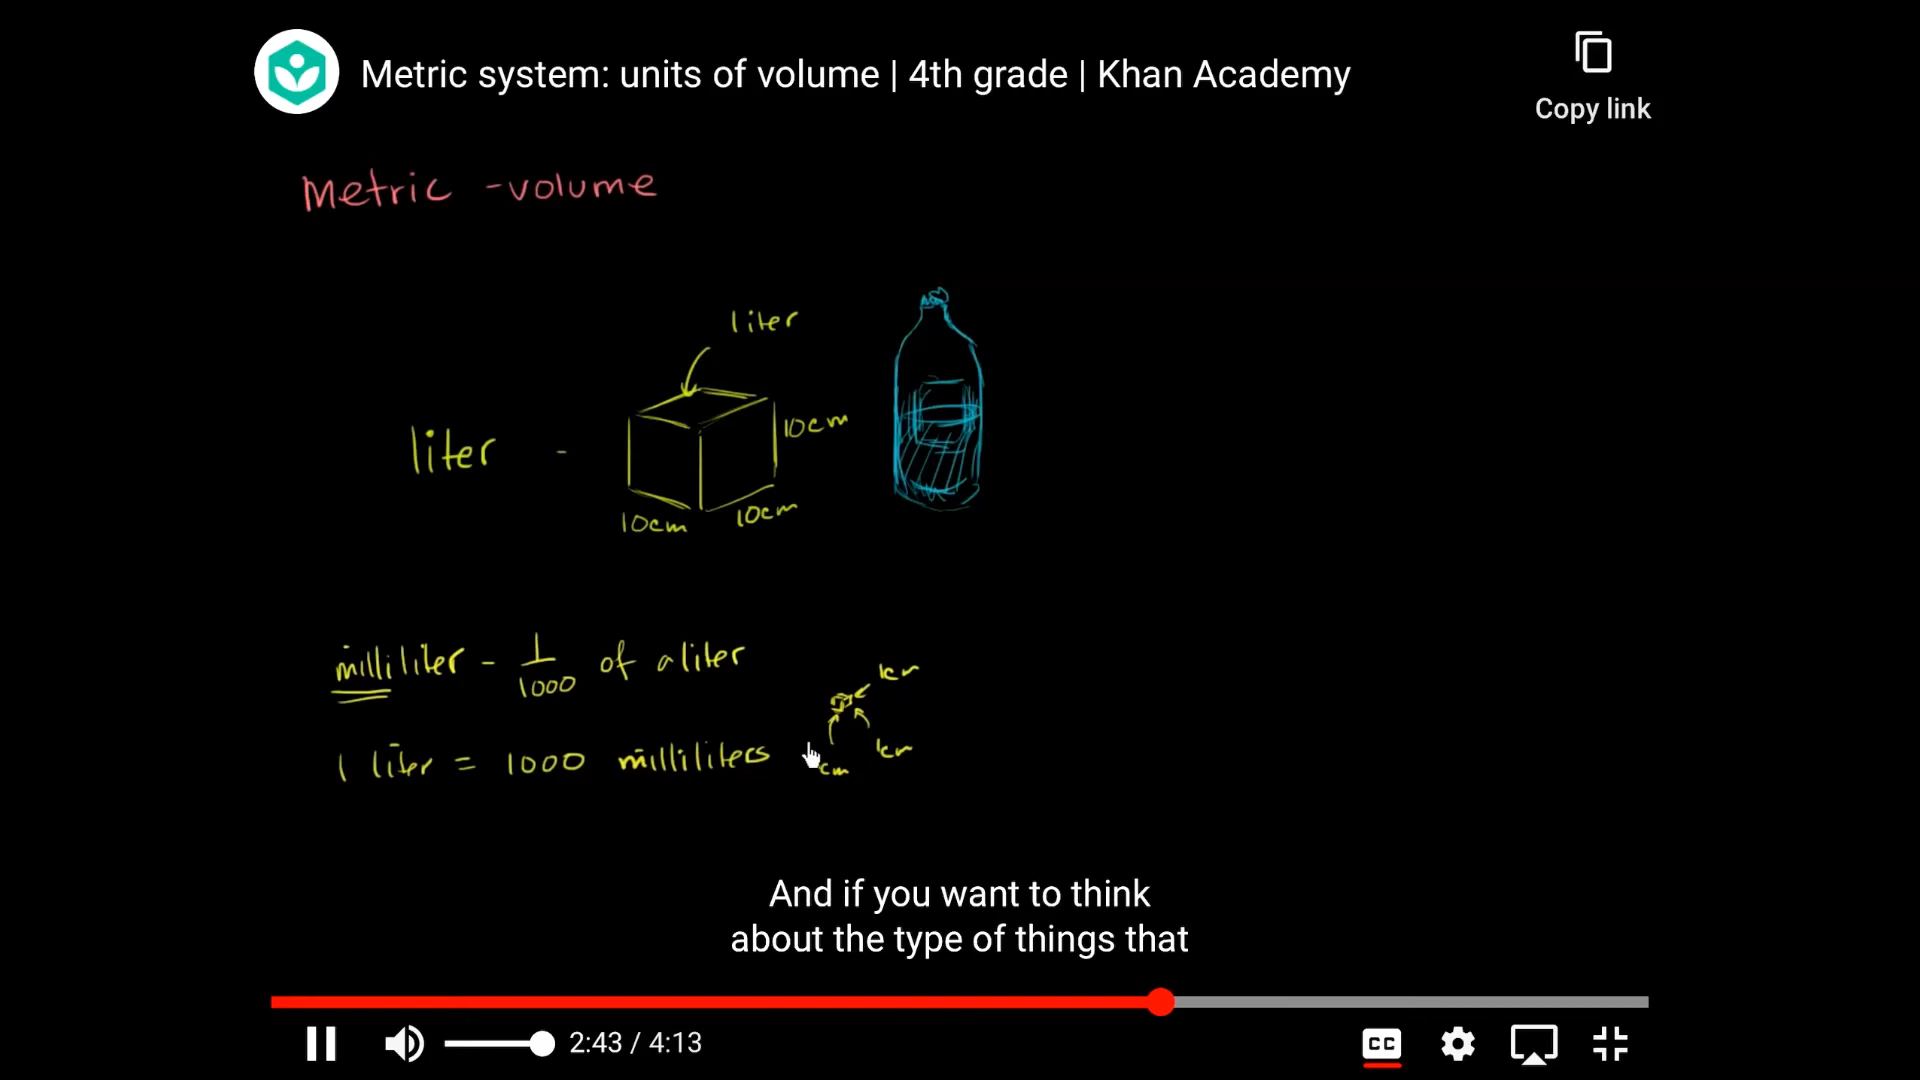 Metric system: units of volume | 4th grade | Khan Academy
Copy link
Metric - volume
liter
liter -
10cm
10cm
10cm
milliliter - 1/1000 of a liter
1 liter = 1000 milliliters
cm
And if you want to think
about the type of things that
2:43 / 4:13
CC